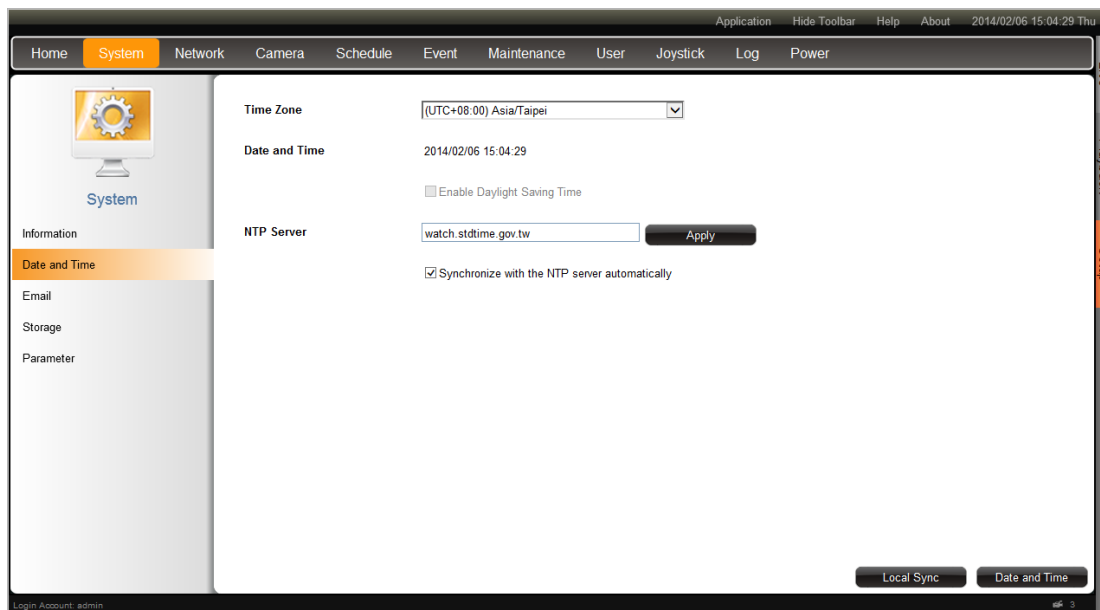 Application Hide Toolbar Help About 2014/02/06 15:04:29 Thu
Home System Network Camera Schedule Event Maintenance User Joystick Log Power
System
Information
Date and Time
Email
Storage
Parameter
Time Zone (UTC+08:00) Asia/Taipei
Date and Time 2014/02/06 15:04:29
Enable Daylight Saving Time
NTP Server watch.stdtime.gov.tw Apply
Synchronize with the NTP server automatically
Local Sync Date and Time
Login Account: admin 3